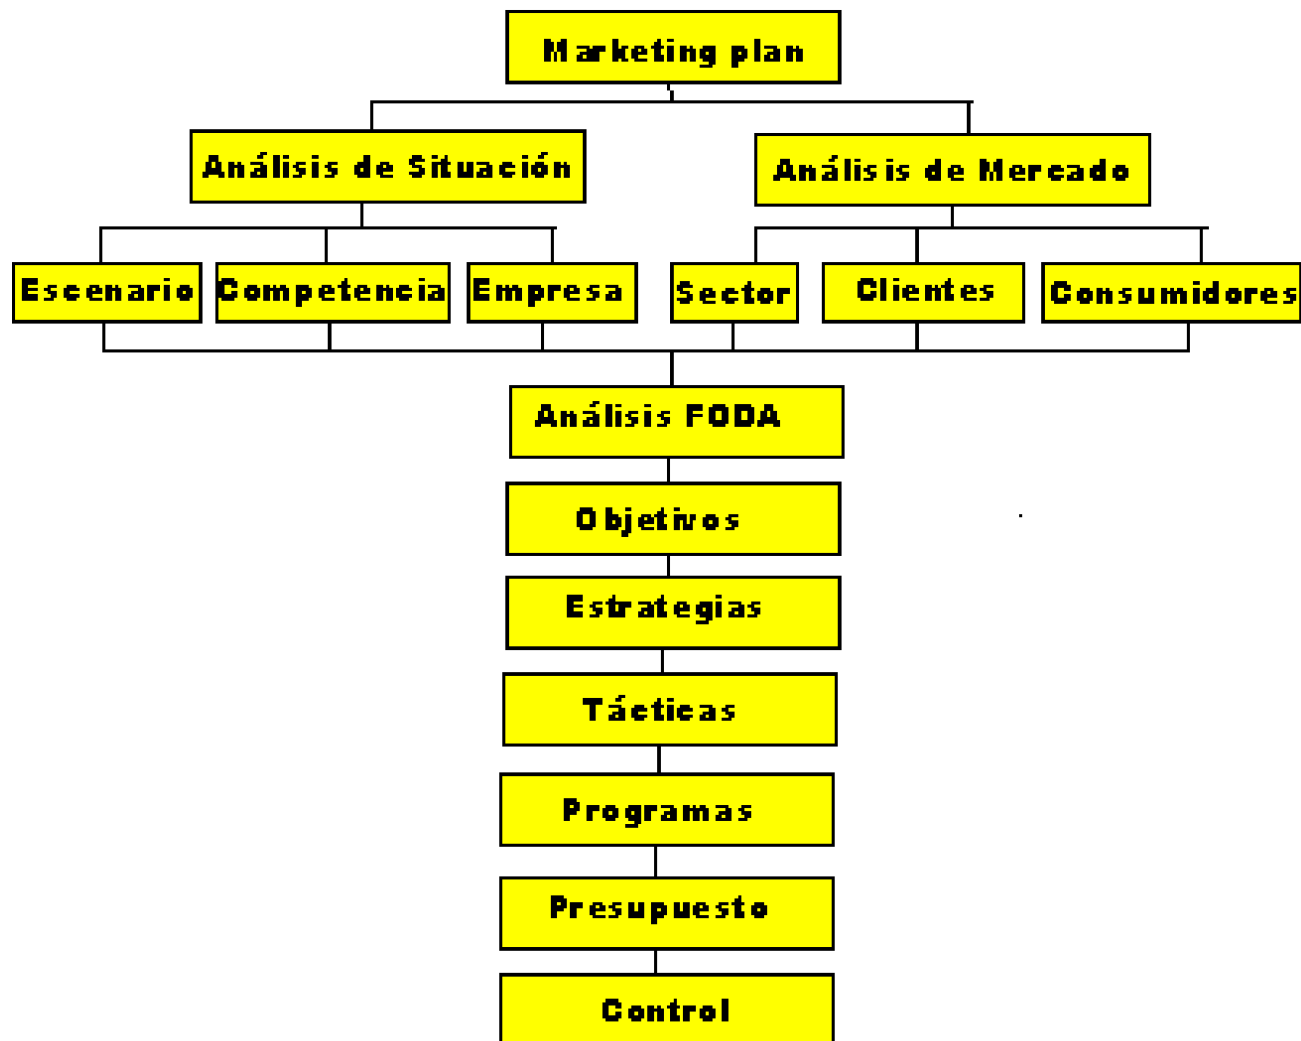 Marketing plan
Análisis de Situación
Análisis de Mercado
Escenario
Competencia
Empresa
Sector
Clientes
Consumidores
Análisis FODA
Objetivos
Estrategias
Tácticas
Programas
Presupuesto
Control